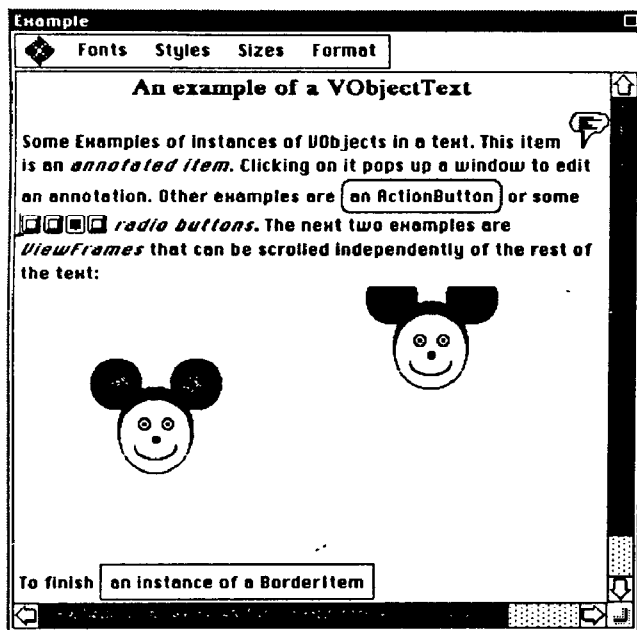 Example
Fonts Styles Sizes Format
An example of a VObjectText
Some Examples of instances of VObjects in a text. This item
is an annotated item. Clicking on it pops up a window to edit
an annotation. Other examples are an ActionButton or some
radio buttons. The next two examples are
ViewFrames that can be scrolled independently of the rest of
the text:
To finish an instance of a BorderItem